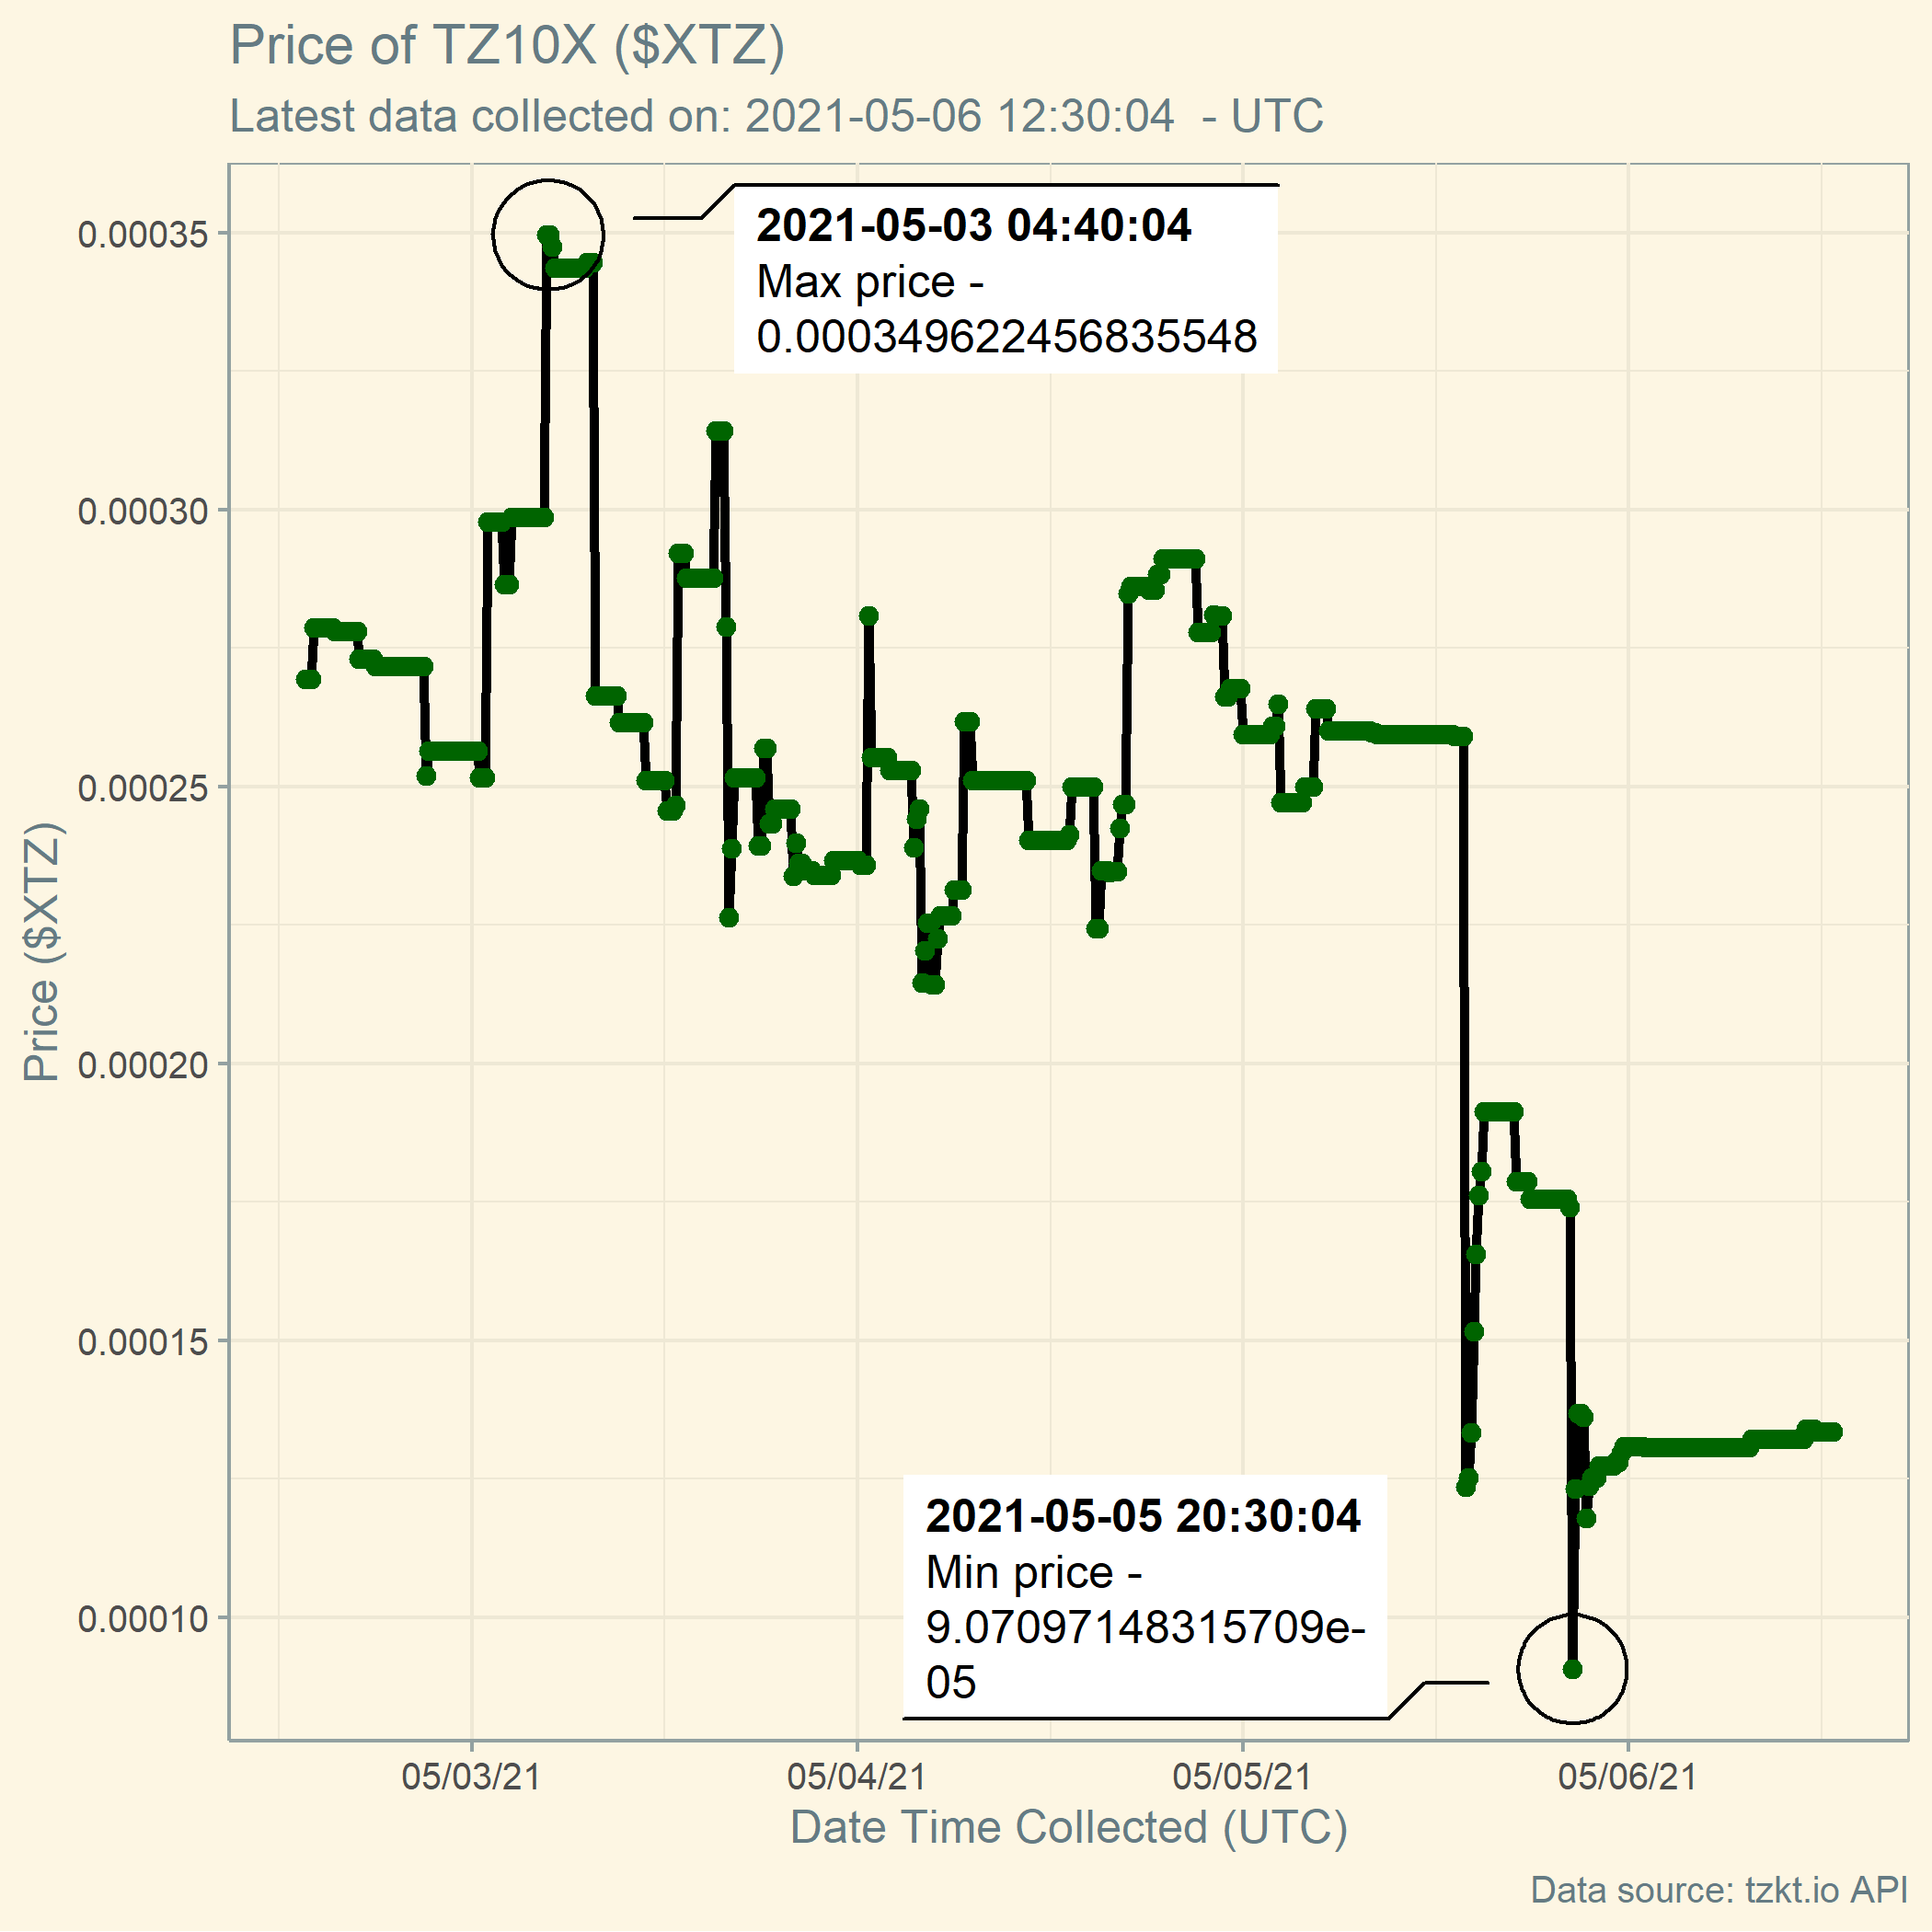 Price of TZ10X ($XTZ)
Latest data collected on: 2021-05-06 12:30:04  - UTC
2021-05-03 04:40:04
Max price -
0.000349622456835548
0.00035
0.00030
0.00025
0.00020
0.00015
0.00010
Price ($XTZ)
2021-05-05 20:30:04
Min price -
9.07097148315709e-
05
05/03/21
05/04/21
05/05/21
05/06/21
Date Time Collected (UTC)
Data source: tzkt.io API